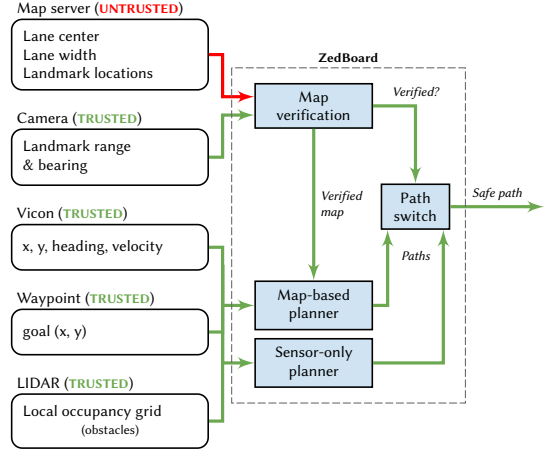 Map server (UNTRUSTED)
Lane center
Lane width
Landmark locations
Camera (TRUSTED)
Landmark range
& bearing
Vicon (TRUSTED)
x, y, heading, velocity
Waypoint (TRUSTED)
goal (x, y)
LIDAR (TRUSTED)
Local occupancy grid
(obstacles)
ZedBoard
Map
verification
Verified?
Verified
map
Path
switch
Safe path
Paths
Map-based
planner
Sensor-only
planner